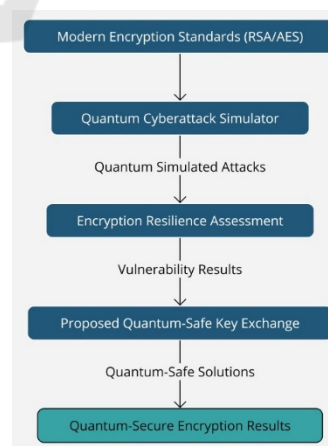 Modern Encryption Standards (RSA/AES)
Quantum Cyberattack Simulator
Quantum Simulated Attacks
Encryption Resilience Assessment
Vulnerability Results
Proposed Quantum-Safe Key Exchange
Quantum-Safe Solutions
Quantum-Secure Encryption Results